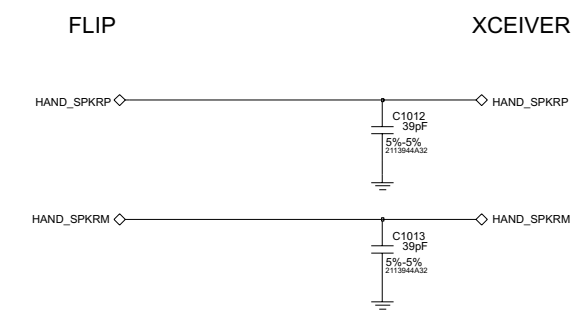 FLIP XCEIVER
HAND_SPKRP HAND_SPKRP
C1012
39pF
5%-5%
2113944A32
HAND_SPKRM HAND_SPKRM
C1013
39pF
5%-5%
2113944A32